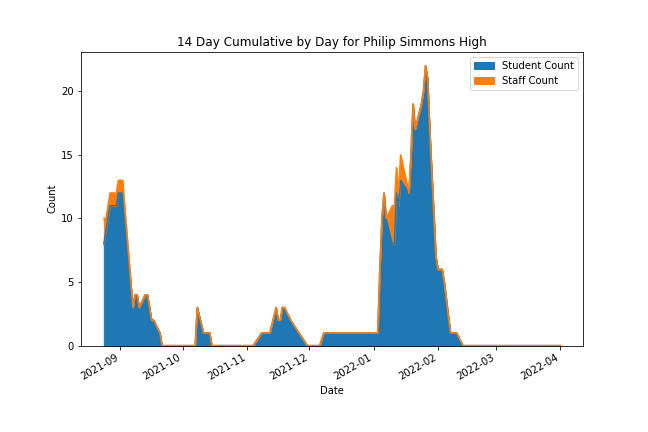 14 Day Cumulative by Day for Philip Simmons High
Student Count
Staff Count
20
15
10
5
0
Count
2021-09
2021-10
2021-11
2021-12
2022-01
2022-02
2022-03
2022-04
Date